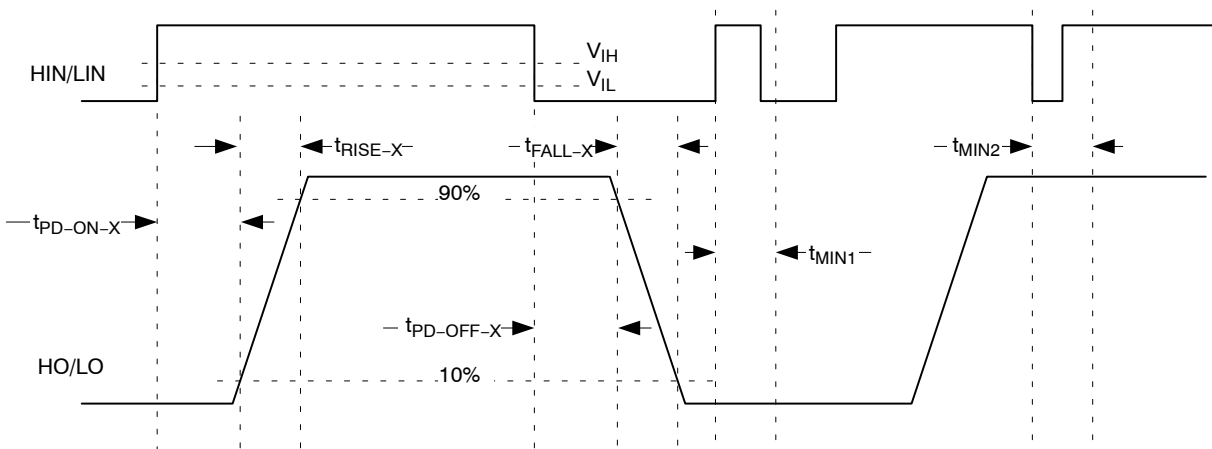 HIN/LIN
VIH
VIL
tRISE–X
tFALL–X
tMIN2
90%
tPD–ON–X
tMIN1
tPD–OFF–X
HO/LO
10%